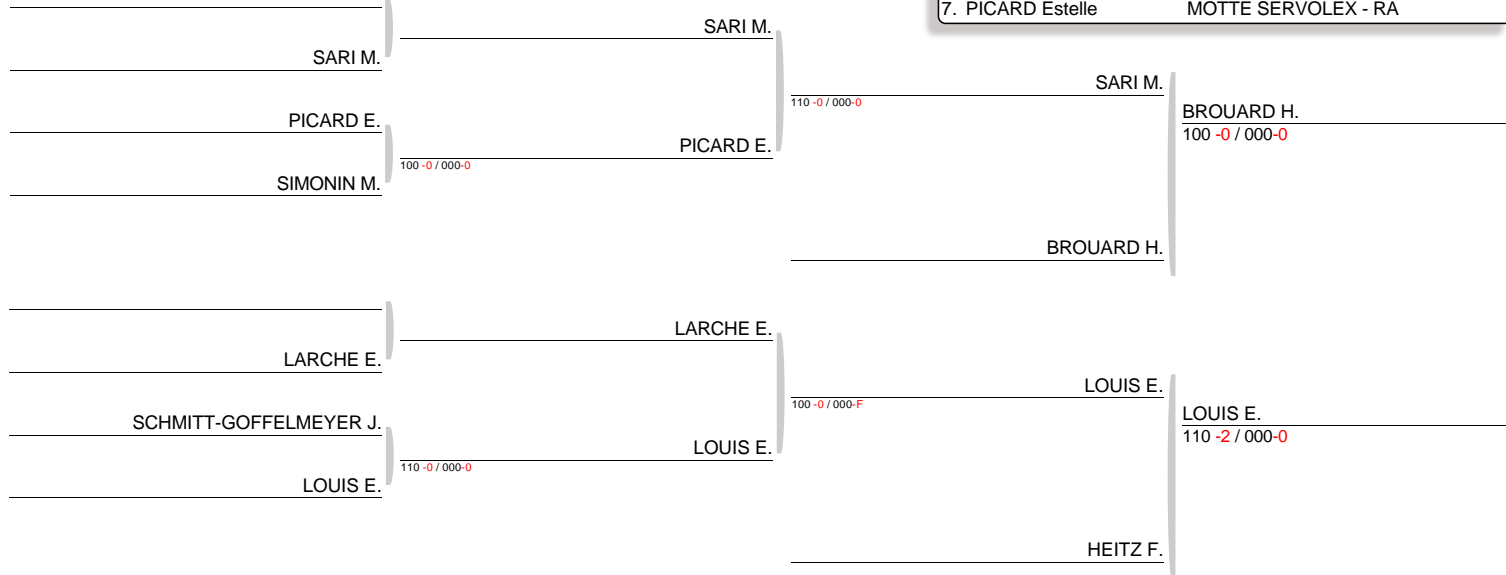 7. PICARD Estelle MOTTE SERVOLEX - RA
SARI M.
SARI M.
SARI M.
110 -0 / 000-0
BROUARD H.
100 -0 / 000-0
PICARD E.
PICARD E.
100 -0 / 000-0
SIMONIN M.
BROUARD H.
LARCHE E.
LARCHE E.
LOUIS E.
100 -0 / 000-F
LOUIS E.
110 -2 / 000-0
SCHMITT-GOFFELMEYER J.
LOUIS E.
110 -0 / 000-0
LOUIS E.
HEITZ F.